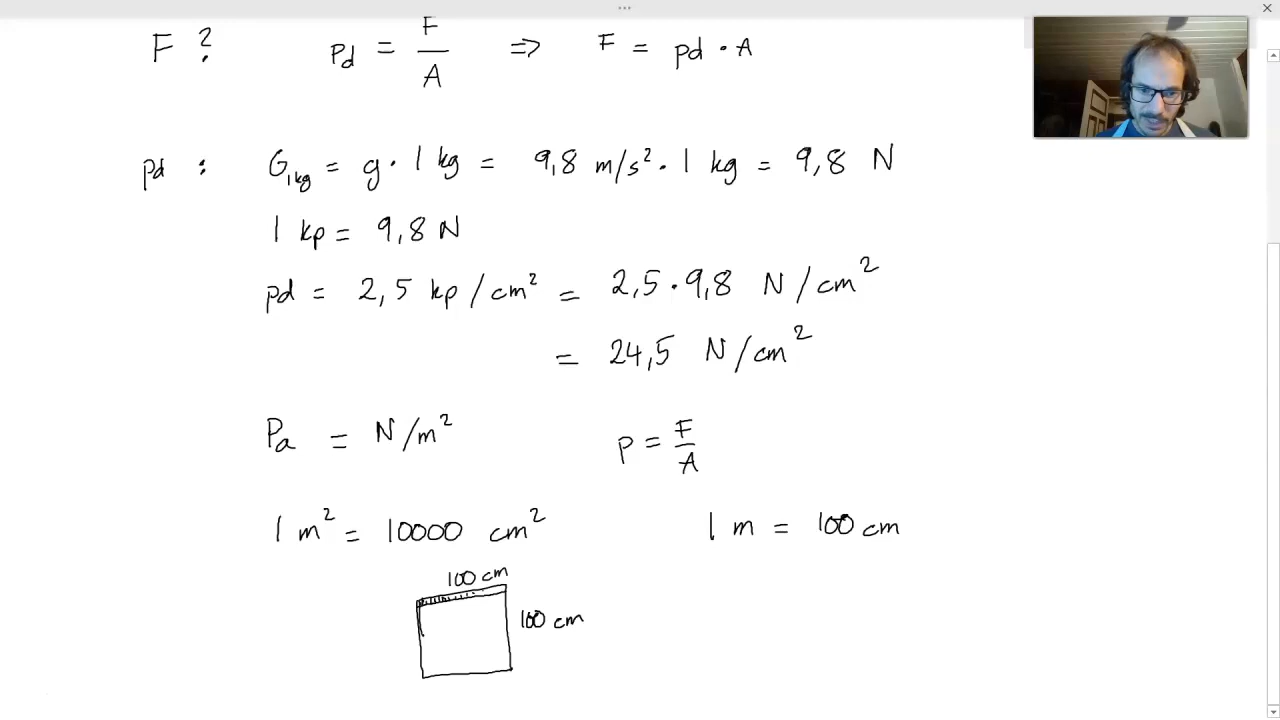 F ? pd = F/A => F = pd · A
pd : G₁kg = g · 1 kg = 9,8 m/s² · 1 kg = 9,8 N
1 kp = 9,8 N
pd = 2,5 kp/cm² = 2,5 · 9,8 N/cm²
= 24,5 N/cm²
Pa = N/m² p = F/A
1 m² = 10000 cm² 1 m = 100 cm
100 cm
100 cm